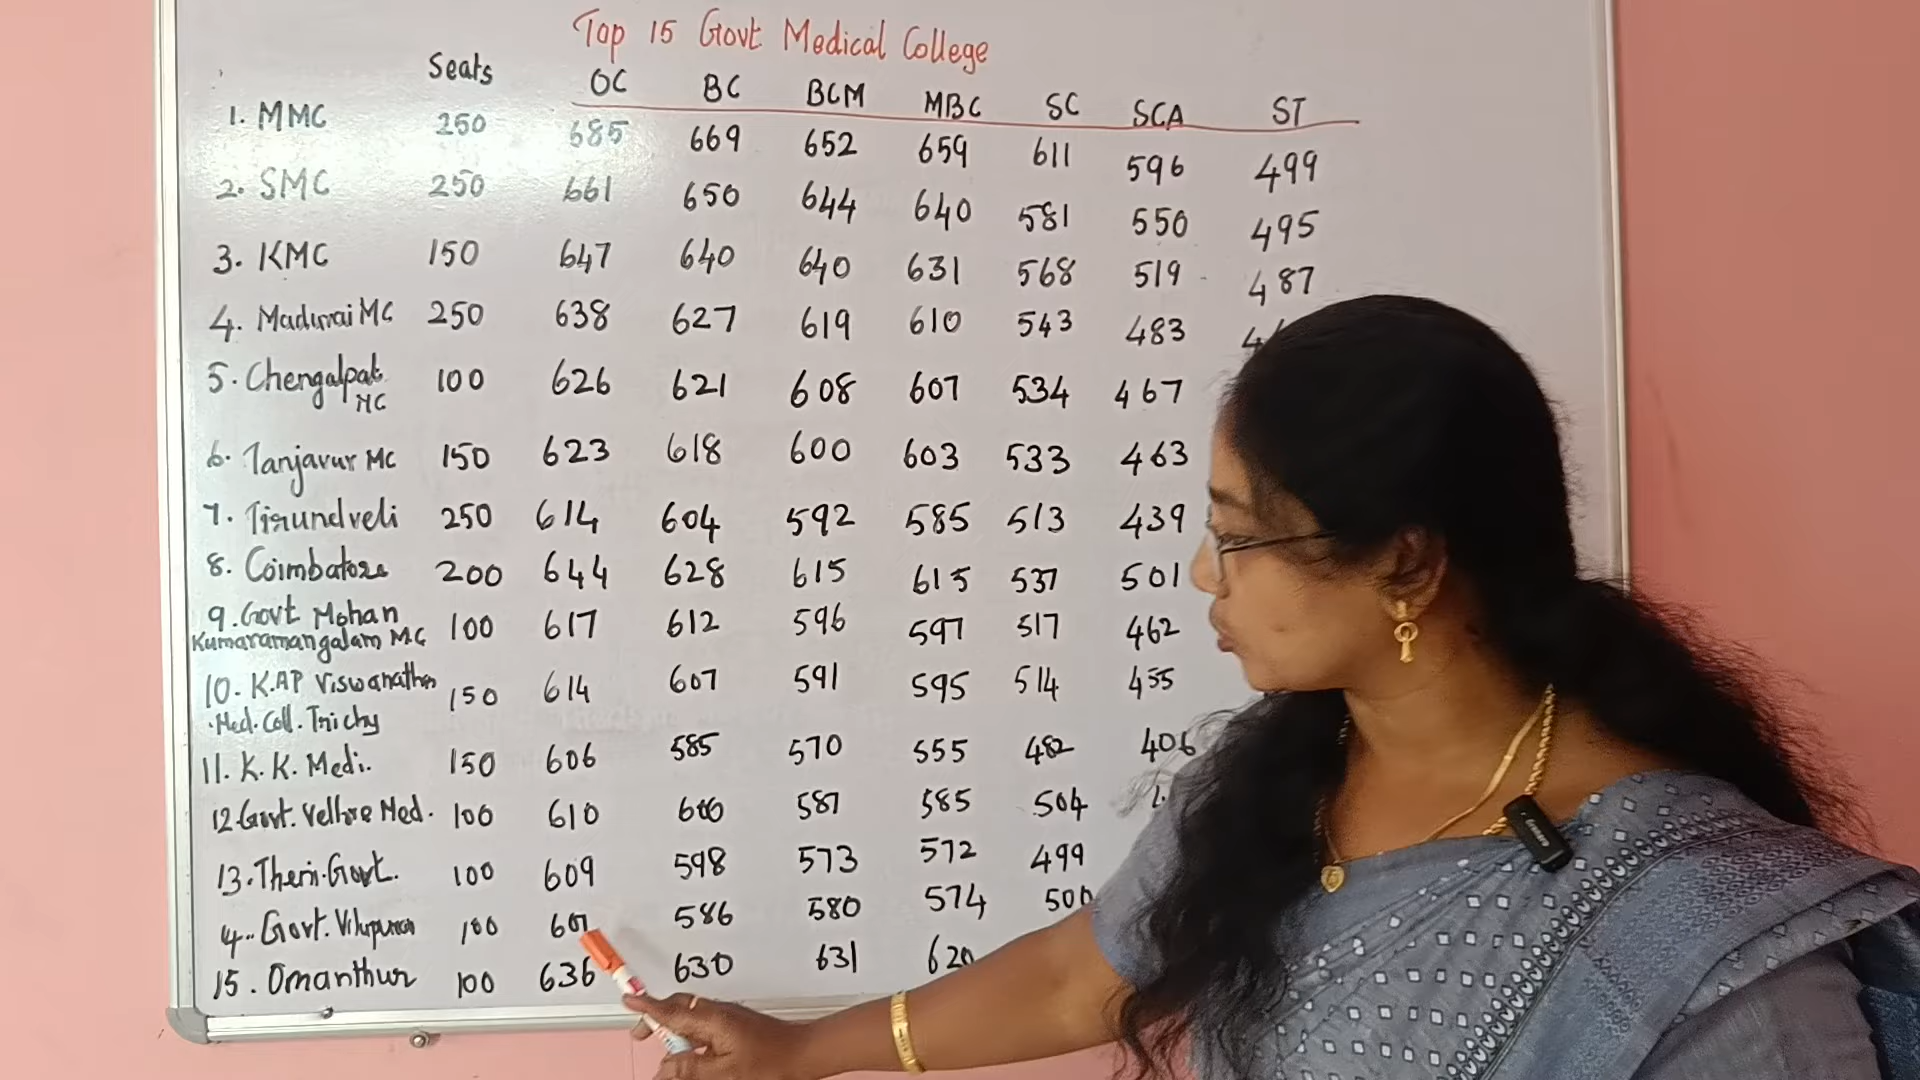 Top 15 Govt Medical College
Seats OC BC BCM MBC SC SCA ST
1. MMC 250 685 669 652 659 611 596 499
2. SMC 250 661 650 644 640 581 550 495
3. KMC 150 647 640 640 631 568 519 487
4. Madurai MC 250 638 627 619 610 543 483
5. Chengalpat MC 100 626 621 608 607 534 467
6. Tanjavur MC 150 623 618 600 603 533 463
7. Tirunelveli 250 614 604 592 585 513 439
8. Coimbatore 200 644 628 615 615 537 501
9. Govt Mohan
Kumaramangalam MC 100 617 612 596 597 517 462
10. K.AP Viswanathan 150 614 607 591 595 514 455
Med. Coll. Trichy
11. K. K. Medi. 150 606 585 570 555 482 406
12. Govt. Vellore Med. 100 610 600 587 585 504
13. Theni. Govt. 100 609 598 573 572 499
14. Govt. Vilupuram 100 607 586 580 574 500
15. Omanthur 100 636 630 631 620